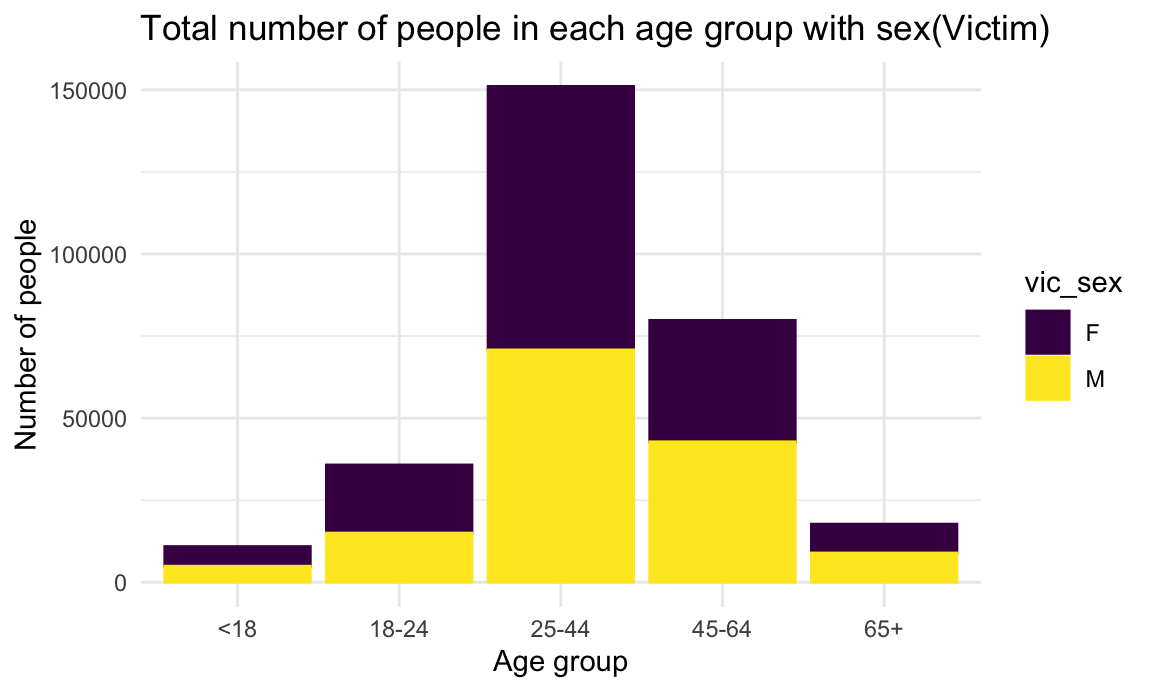 Total number of people in each age group with sex(Victim)
150000
100000
50000
0
Number of people
<18
18-24
25-44
45-64
65+
Age group
vic_sex
F
M